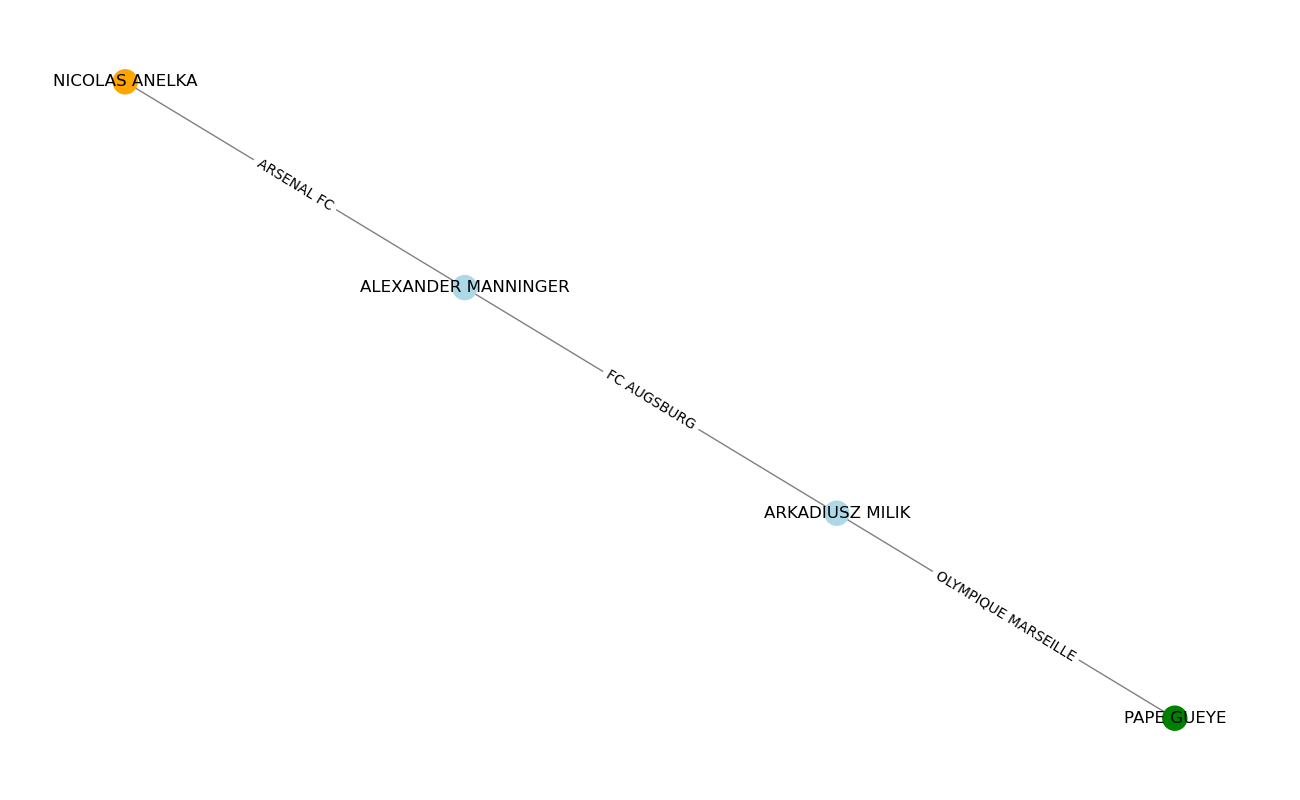 NICOLAS ANELKA
ARSENAL FC
ALEXANDER MANNINGER
FC AUGSBURG
ARKADIUSZ MILIK
OLYMPIQUE MARSEILLE
PAPE GUEYE